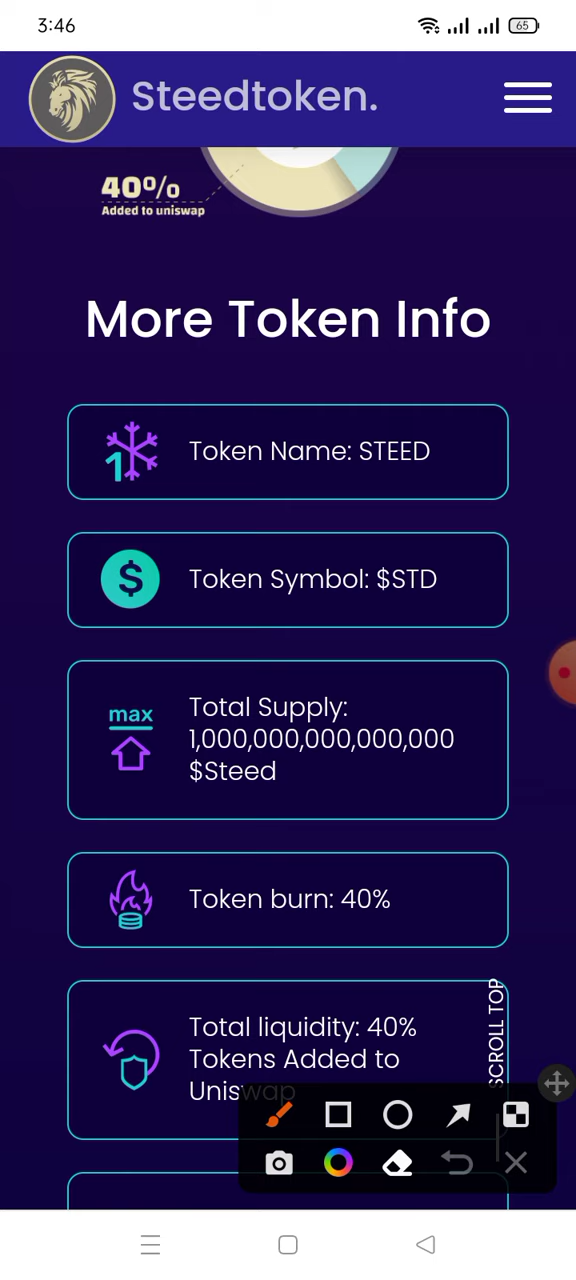 3:46
65
Steedtoken.
40%
Added to uniswap
More Token Info
1
Token Name: STEED
$
Token Symbol: $STD
max
Total Supply:
1,000,000,000,000,000
$Steed
Token burn: 40%
Total liquidity: 40%
Tokens Added to
Uniswap
SCROLL TOP